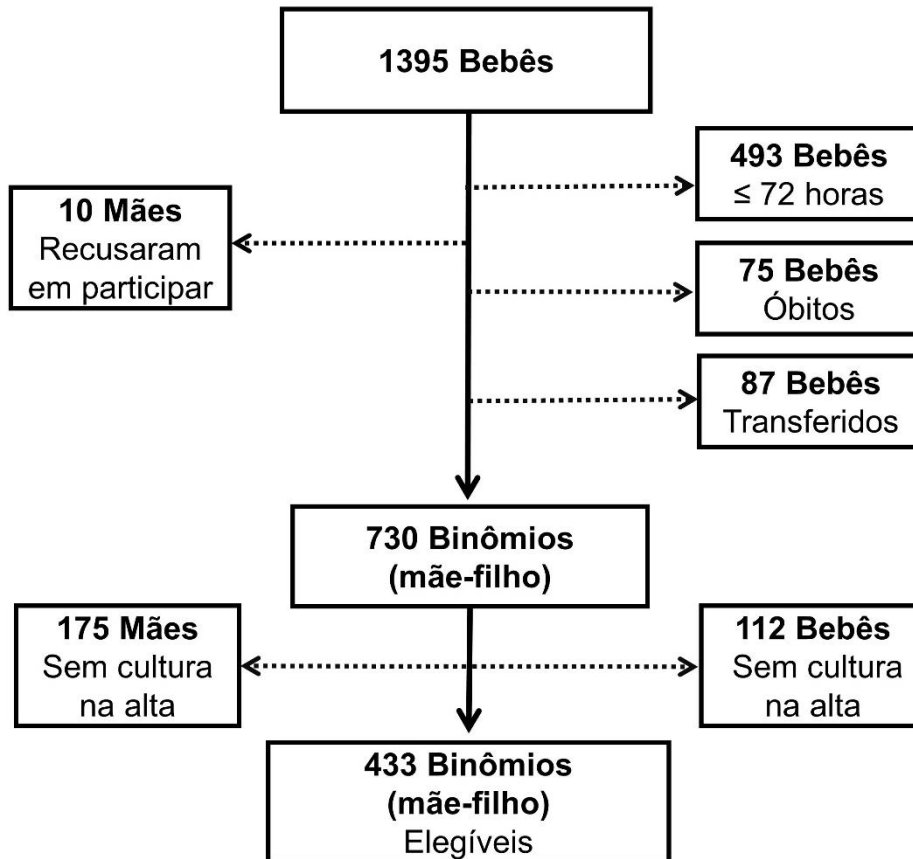 1395 Bebês
493 Bebês
≤ 72 horas
10 Mães
Recusaram
em participar
75 Bebês
Óbitos
87 Bebês
Transferidos
730 Binômios
(mãe-filho)
175 Mães
Sem cultura
na alta
112 Bebês
Sem cultura
na alta
433 Binômios
(mãe-filho)
Elegíveis